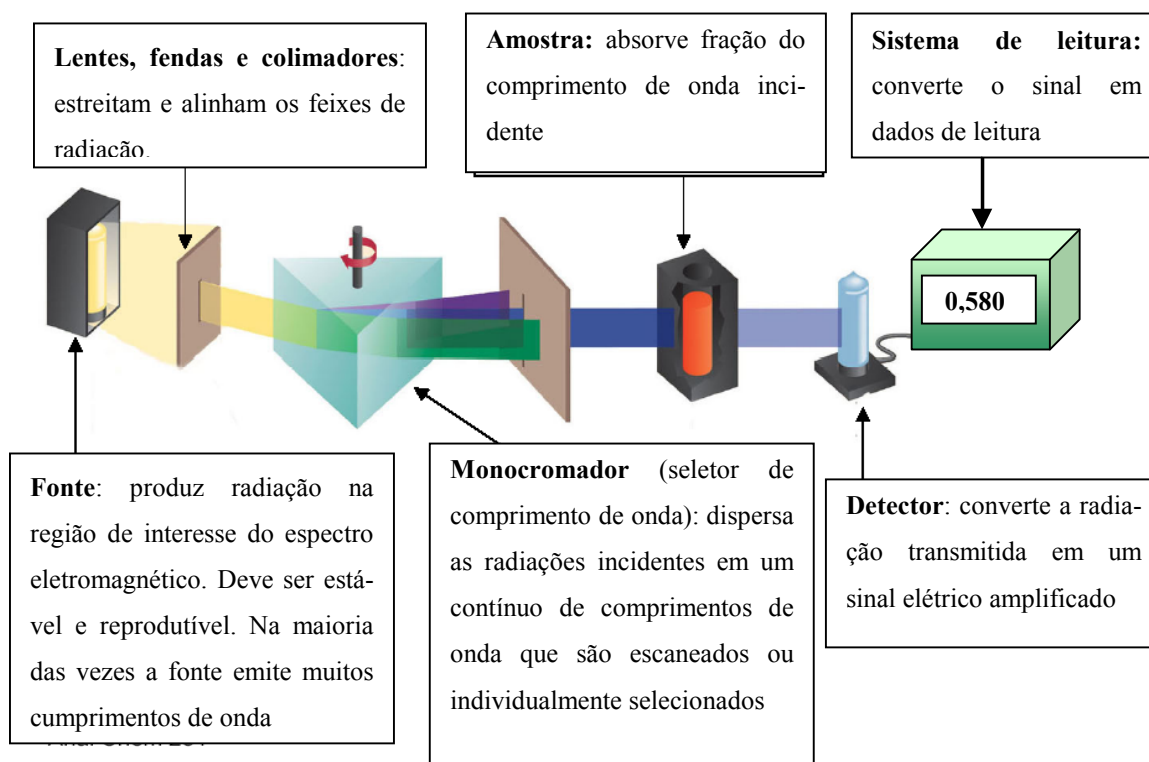 Lentes, fendas e colimadores:
estreitam e alinham os feixes de
radiação.
Amostra: absorve fração do
comprimento de onda inci-
dente
Sistema de leitura:
converte o sinal em
dados de leitura
0,580
Fonte: produz radiação na
região de interesse do espectro
eletromagnético. Deve ser está-
vel e reprodutível. Na maioria
das vezes a fonte emite muitos
cumprimentos de onda
Monocromador (seletor de
comprimento de onda): dispersa
as radiações incidentes em um
contínuo de comprimentos de
onda que são escaneados ou
individualmente selecionados
Detector: converte a radia-
ção transmitida em um
sinal elétrico amplificado